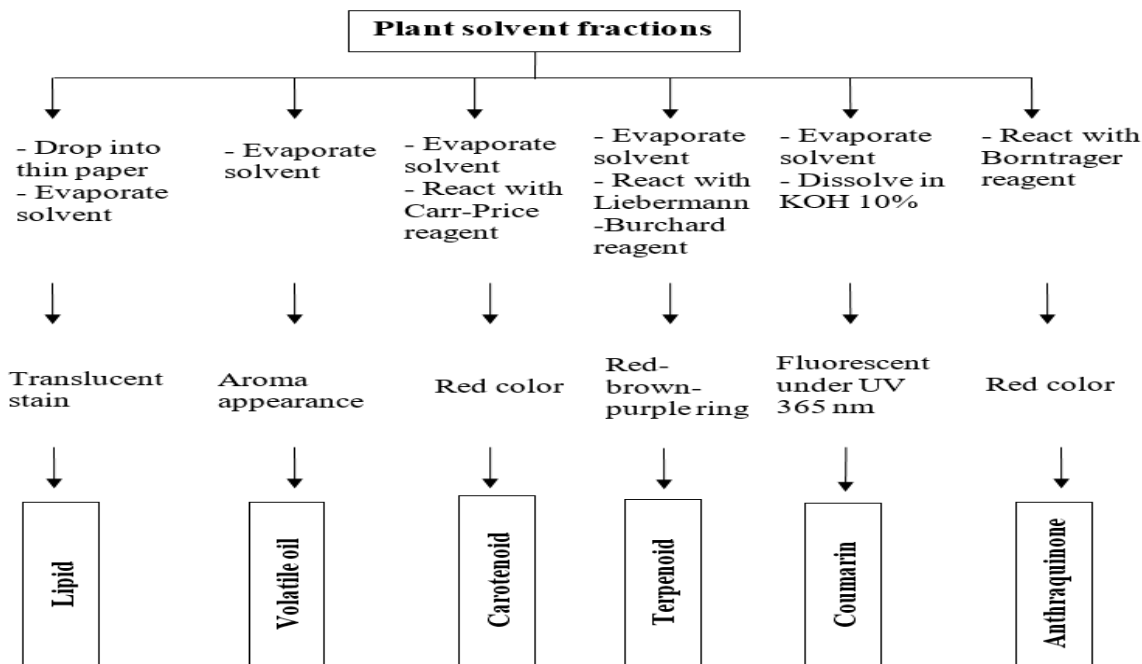 Plant solvent fractions
- Drop into
thin paper
- Evaporate
solvent
- Evaporate
solvent
- Evaporate
solvent
- React with
Carr-Price
reagent
- Evaporate
solvent
- React with
Liebermann
-Burchard
reagent
- Evaporate
solvent
- Dissolve in
KOH 10%
- React with
Borntrager
reagent
Translucent
stain
Aroma
appearance
Red color
Red-
brown-
purple ring
Fluorescent
under UV
365 nm
Red color
Lipid
Volatile oil
Carotenoid
Terpenoid
Coumarin
Anthraquinone